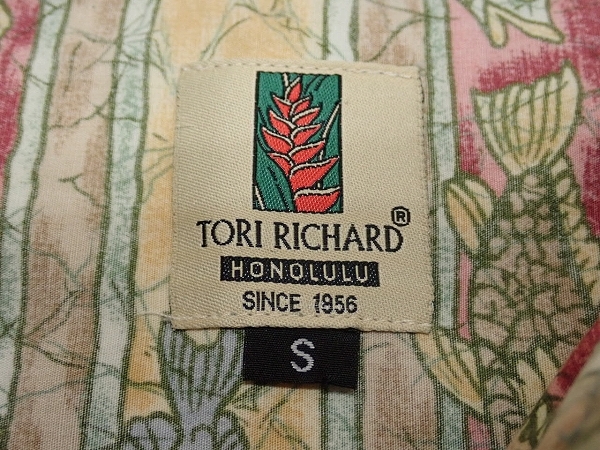 TORI RICHARD®
HONOLULU
SINCE 1956
S